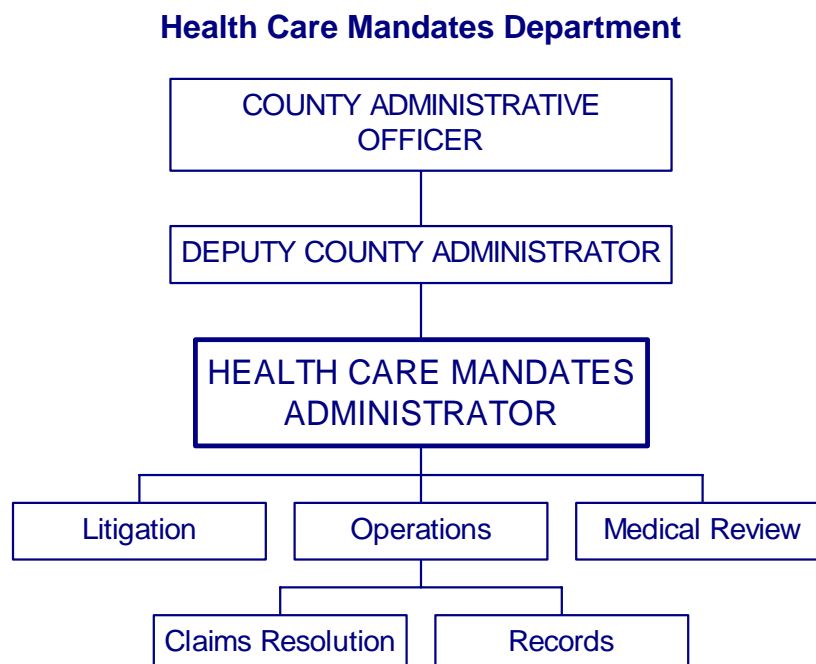 Health Care Mandates Department
COUNTY ADMINISTRATIVE
OFFICER
DEPUTY COUNTY ADMINISTRATOR
HEALTH CARE MANDATES
ADMINISTRATOR
Litigation
Operations
Medical Review
Claims Resolution
Records